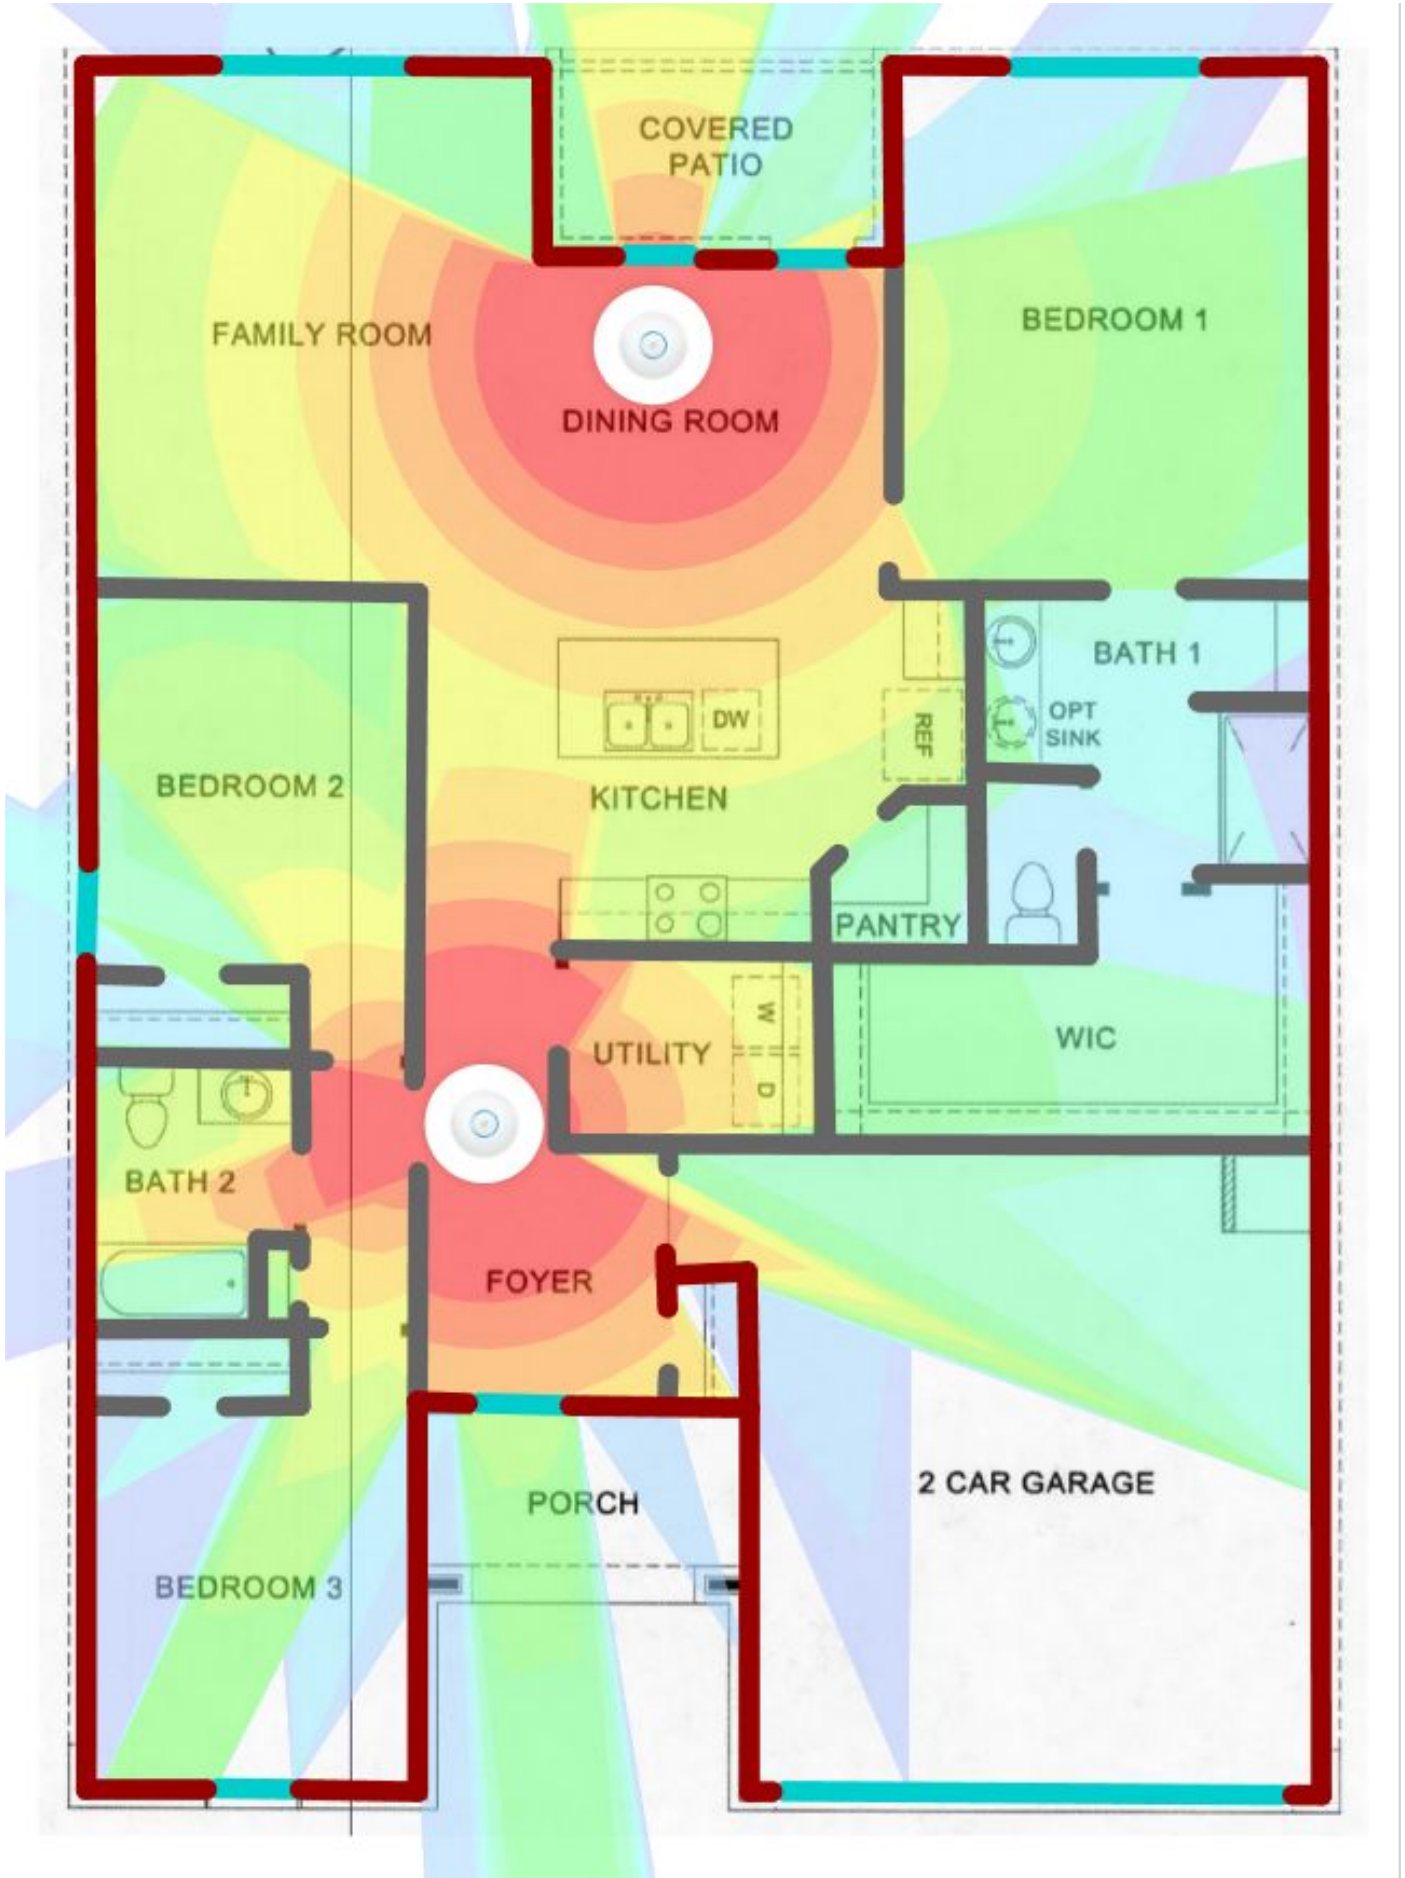 COVERED
PATIO
FAMILY ROOM
BEDROOM 1
DINING ROOM
BATH 1
OPT
SINK
DW
REF
BEDROOM 2
KITCHEN
PANTRY
W
UTILITY
WIC
D
BATH 2
FOYER
2 CAR GARAGE
PORCH
BEDROOM 3